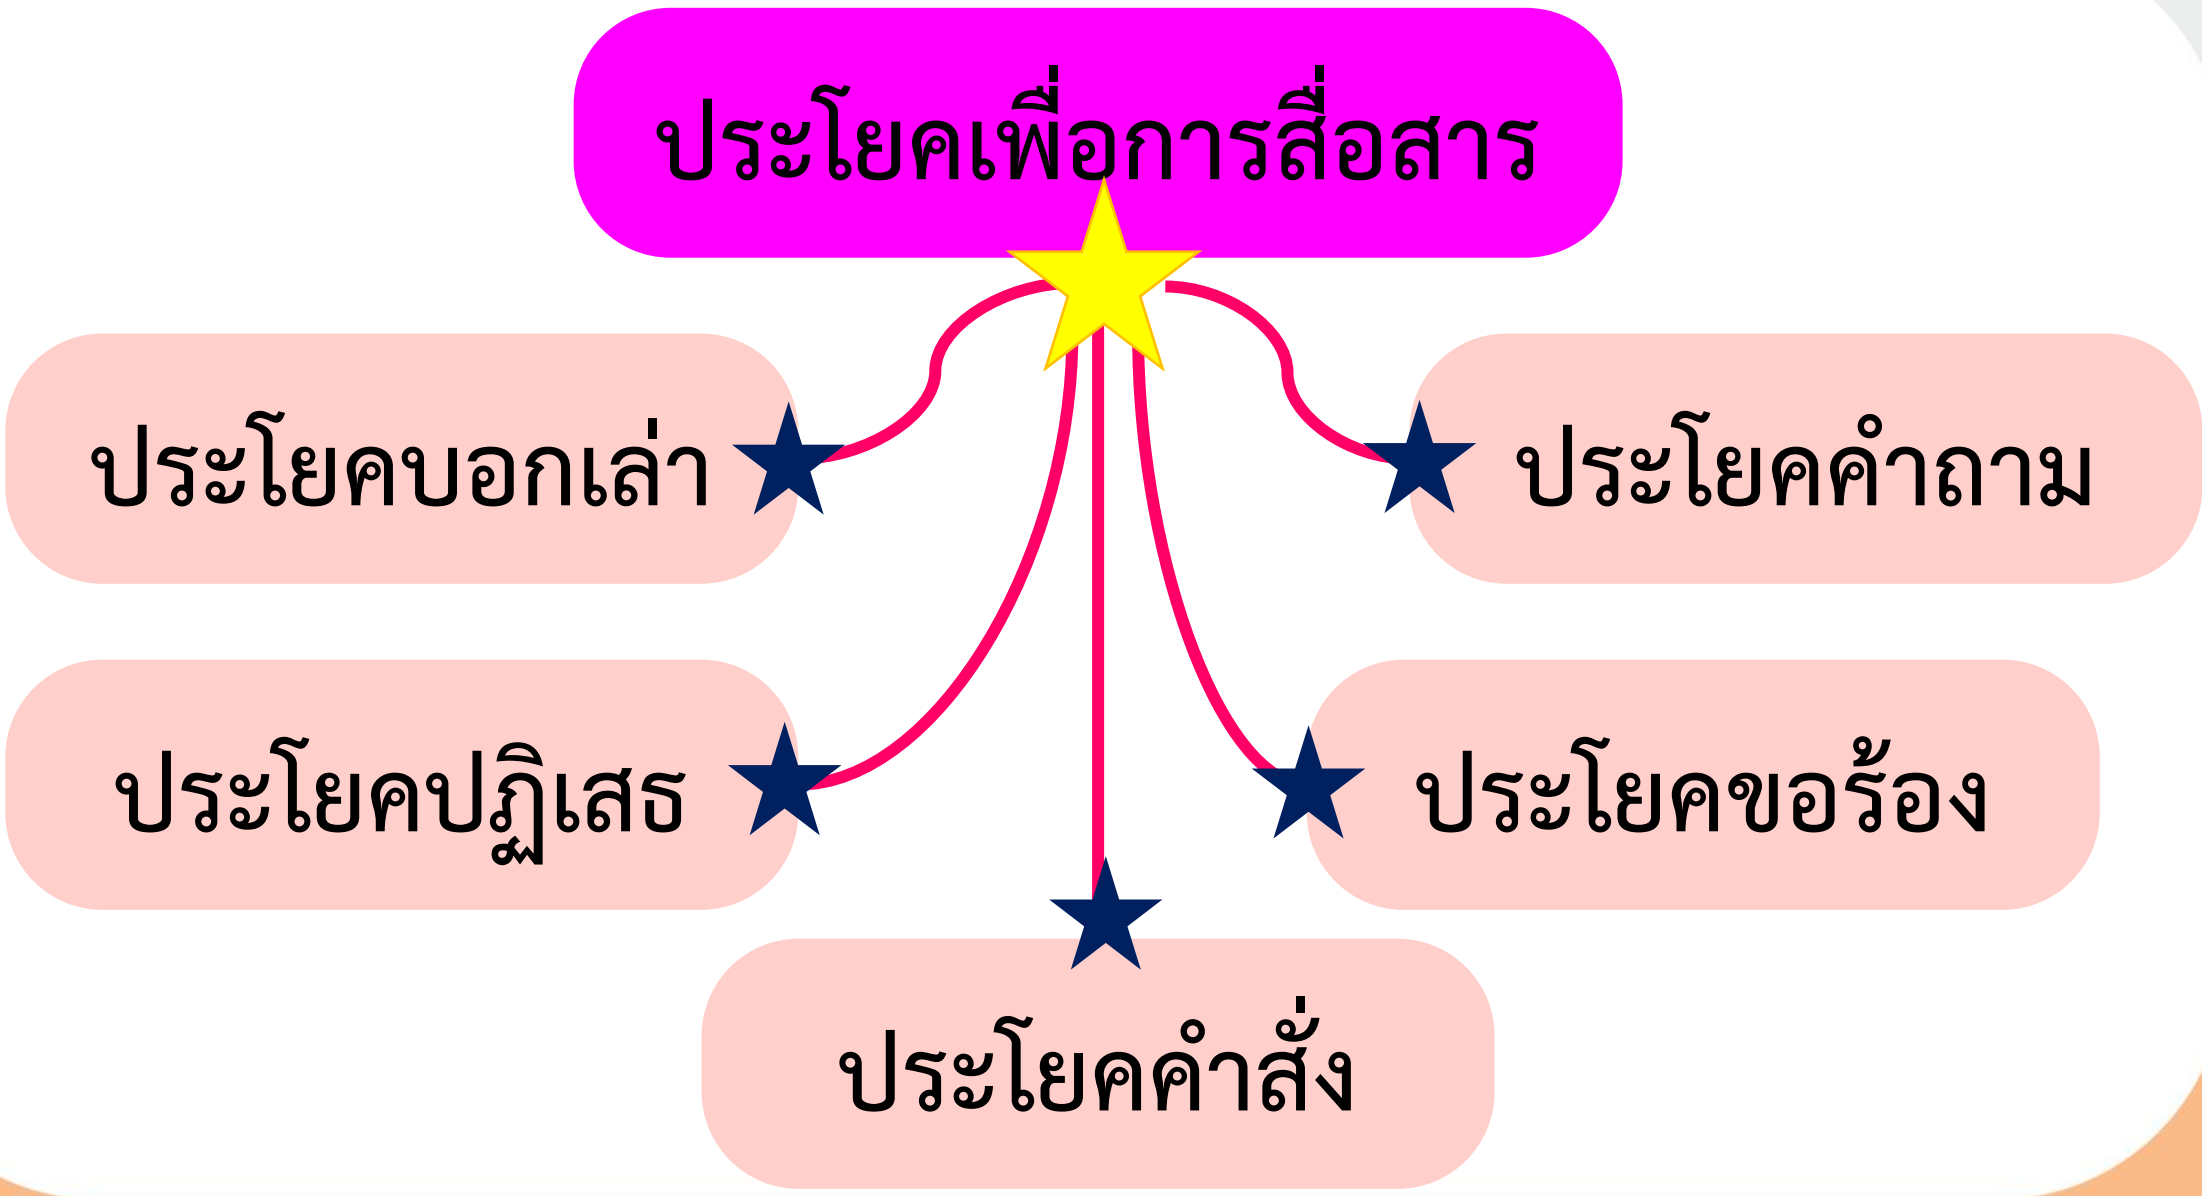 ประโยคเพื่อการสื่อสาร
ประโยคบอกเล่า
ประโยคคำถาม
ประโยคปฏิเสธ
ประโยคขอร้อง
ประโยคคำสั่ง